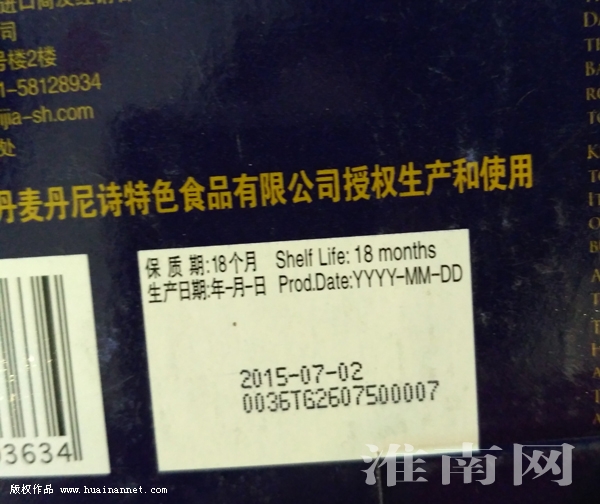 进口商及经销商
司
号楼2楼
1-58128934
ijia-sh.com
处
丹麦丹尼诗特色食品有限公司授权生产和使用
保 质 期:18个月 Shelf Life: 18 months
生产日期:年-月-日 Prod.Date:YYYY-MM-DD
2015-07-02
0036TG2607500007
03634
淮南网
版权作品 www.huainannet.com